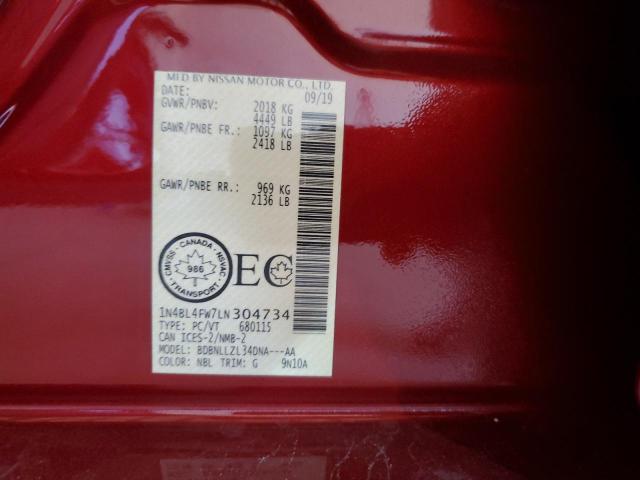 MFD BY NISSAN MOTOR CO., LTD.
DATE: 09/19
GVWR/PNBV: 2018 KG
4449 LB
GAWR/PNBE FR.: 1097 KG
2418 LB
GAWR/PNBE RR.: 969 KG
2136 LB
CANADA
CMVSS NSVAC
986
TRANSPORT
EC
1N4BL4FW7LN304734
TYPE: PC/VT 680115
CAN ICES-2/NMB-2
MODEL: BDBNLLZL34DNA---AA
COLOR: NBL TRIM: G 9N10A